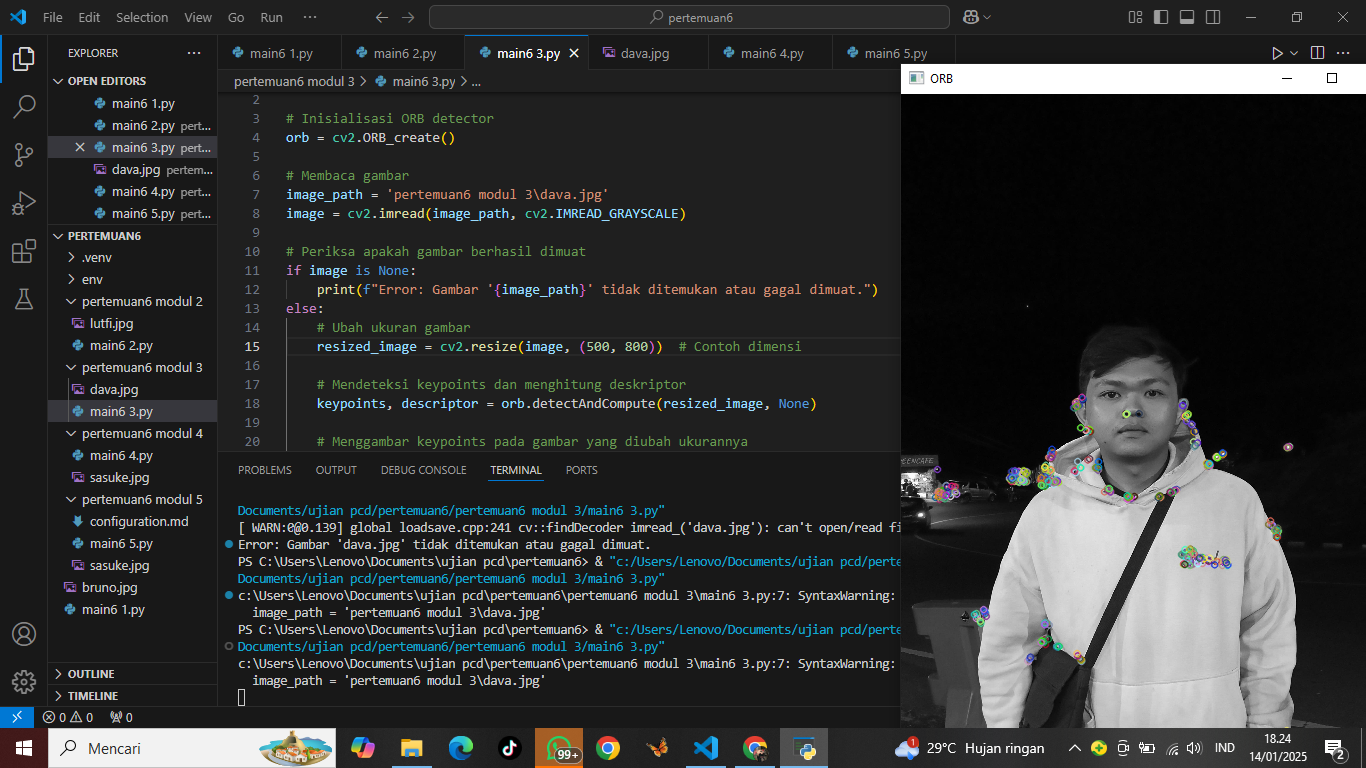 File Edit Selection View Go Run ··· pertemuan6
EXPLORER ···
OPEN EDITORS
main6 1.py
main6 2.py pert...
main6 3.py pert...
dava.jpg pertem...
main6 4.py pert...
main6 5.py pert...
PERTEMUAN6
.venv
env
pertemuan6 modul 2
lutfi.jpg
main6 2.py
pertemuan6 modul 3
dava.jpg
main6 3.py
pertemuan6 modul 4
main6 4.py
sasuke.jpg
pertemuan6 modul 5
configuration.md
main6 5.py
sasuke.jpg
bruno.jpg
main6 1.py
OUTLINE
TIMELINE
main6 1.py main6 2.py main6 3.py dava.jpg main6 4.py main6 5.py ···
pertemuan6 modul 3 > main6 3.py > ...
2
3 # Inisialisasi ORB detector
4 orb = cv2.ORB_create()
5
6 # Membaca gambar
7 image_path = 'pertemuan6 modul 3\dava.jpg'
8 image = cv2.imread(image_path, cv2.IMREAD_GRAYSCALE)
9
10 # Periksa apakah gambar berhasil dimuat
11 if image is None:
12 print(f"Error: Gambar '{image_path}' tidak ditemukan atau gagal dimuat.")
13 else:
14 # Ubah ukuran gambar
15 resized_image = cv2.resize(image, (500, 800)) # Contoh dimensi
16
17 # Mendeteksi keypoints dan menghitung deskriptor
18 keypoints, descriptor = orb.detectAndCompute(resized_image, None)
19
20 # Menggambar keypoints pada gambar yang diubah ukurannya
PROBLEMS OUTPUT DEBUG CONSOLE TERMINAL PORTS
Documents/ujian pcd/pertemuan6/pertemuan6 modul 3/main6 3.py"
[ WARN:0@0.139] global loadsave.cpp:241 cv::findDecoder imread_('dava.jpg'): can't open/read fi
Error: Gambar 'dava.jpg' tidak ditemukan atau gagal dimuat.
PS C:\Users\Lenovo\Documents\ujian pcd\pertemuan6> & "c:/Users/Lenovo/Documents/ujian pcd/perte
Documents/ujian pcd/pertemuan6/pertemuan6 modul 3/main6 3.py"
c:\Users\Lenovo\Documents\ujian pcd\pertemuan6\pertemuan6 modul 3\main6 3.py:7: SyntaxWarning:
image_path = 'pertemuan6 modul 3\dava.jpg'
PS C:\Users\Lenovo\Documents\ujian pcd\pertemuan6> & "c:/Users/Lenovo/Documents/ujian pcd/perte
Documents/ujian pcd/pertemuan6/pertemuan6 modul 3/main6 3.py"
c:\Users\Lenovo\Documents\ujian pcd\pertemuan6\pertemuan6 modul 3\main6 3.py:7: SyntaxWarning:
image_path = 'pertemuan6 modul 3\dava.jpg'
ORB
0 0 0
Mencari
99+
1
29°C Hujan ringan
IND
18.24
14/01/2025
2